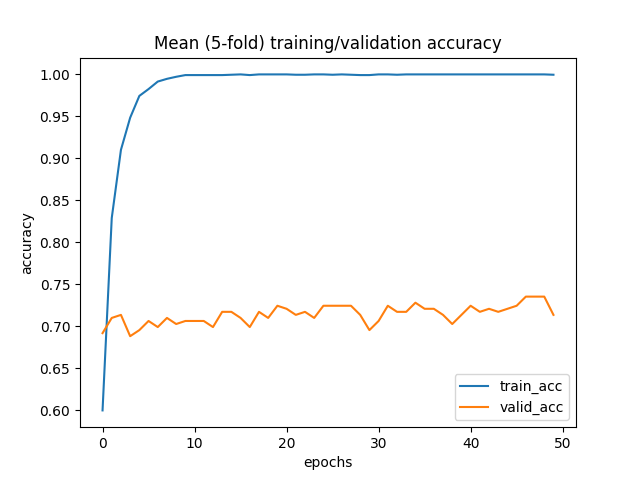 Mean (5-fold) training/validation accuracy
accuracy
1.00
0.95
0.90
0.85
0.80
0.75
0.70
0.65
0.60
0 10 20 30 40 50
epochs
train_acc
valid_acc